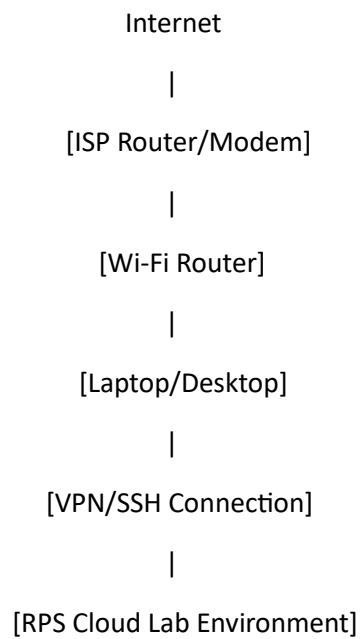 Internet
|
[ISP Router/Modem]
|
[Wi-Fi Router]
|
[Laptop/Desktop]
|
[VPN/SSH Connection]
|
[RPS Cloud Lab Environment]